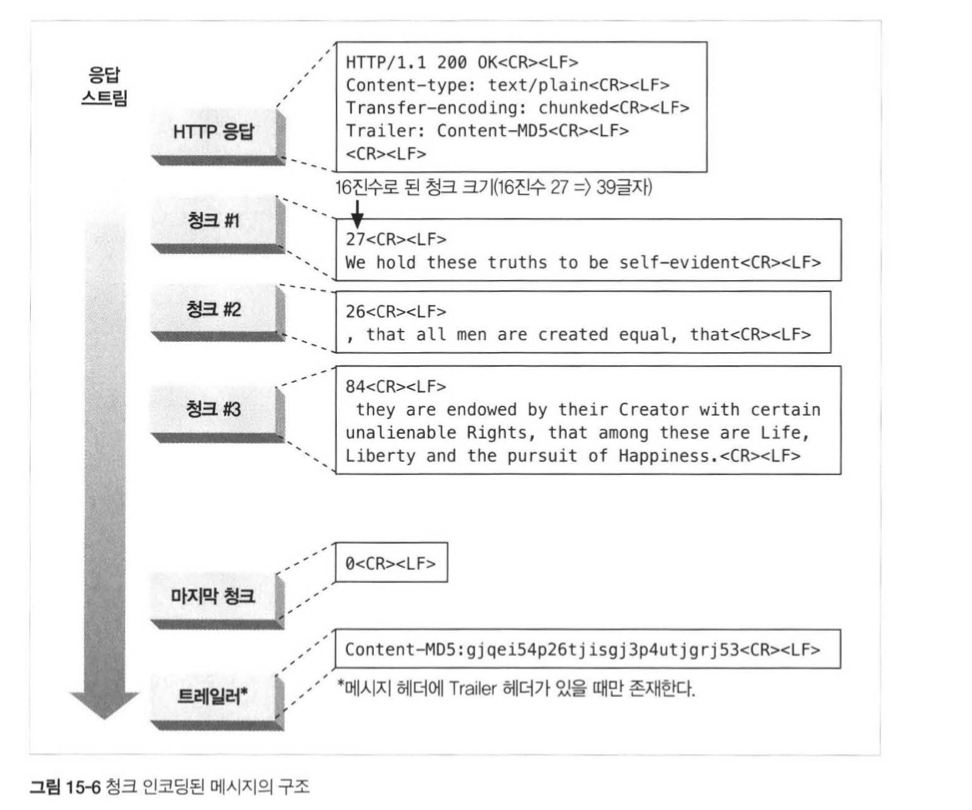 응답
스트림
HTTP 응답
HTTP/1.1 200 OK<CR><LF>
Content-type: text/plain<CR><LF>
Transfer-encoding: chunked<CR><LF>
Trailer: Content-MD5<CR><LF>
<CR><LF>
16진수로 된 청크 크기(16진수 27 => 39글자)
청크 #1
27<CR><LF>
We hold these truths to be self-evident<CR><LF>
청크 #2
26<CR><LF>
, that all men are created equal, that<CR><LF>
청크 #3
84<CR><LF>
they are endowed by their Creator with certain
unalienable Rights, that among these are Life,
Liberty and the pursuit of Happiness.<CR><LF>
마지막 청크
0<CR><LF>
트레일러*
Content-MD5:gjqei54p26tjisgj3p4utjgrj53<CR><LF>
*메시지 헤더에 Trailer 헤더가 있을 때만 존재한다.
그림 15-6 청크 인코딩된 메시지의 구조